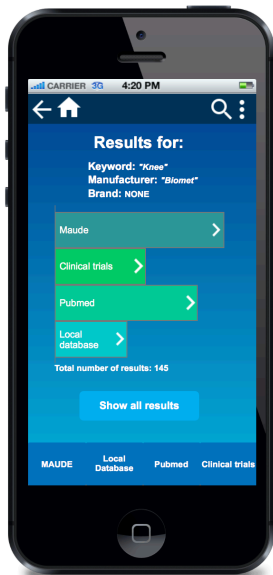 CARRIER 3G 4:20 PM
Results for:
Keyword: "Knee"
Manufacturer: "Biomet"
Brand: NONE
Maude
Clinical trials
Pubmed
Local
database
Total number of results: 145
Show all results
MAUDE Local Database Pubmed Clinical trials